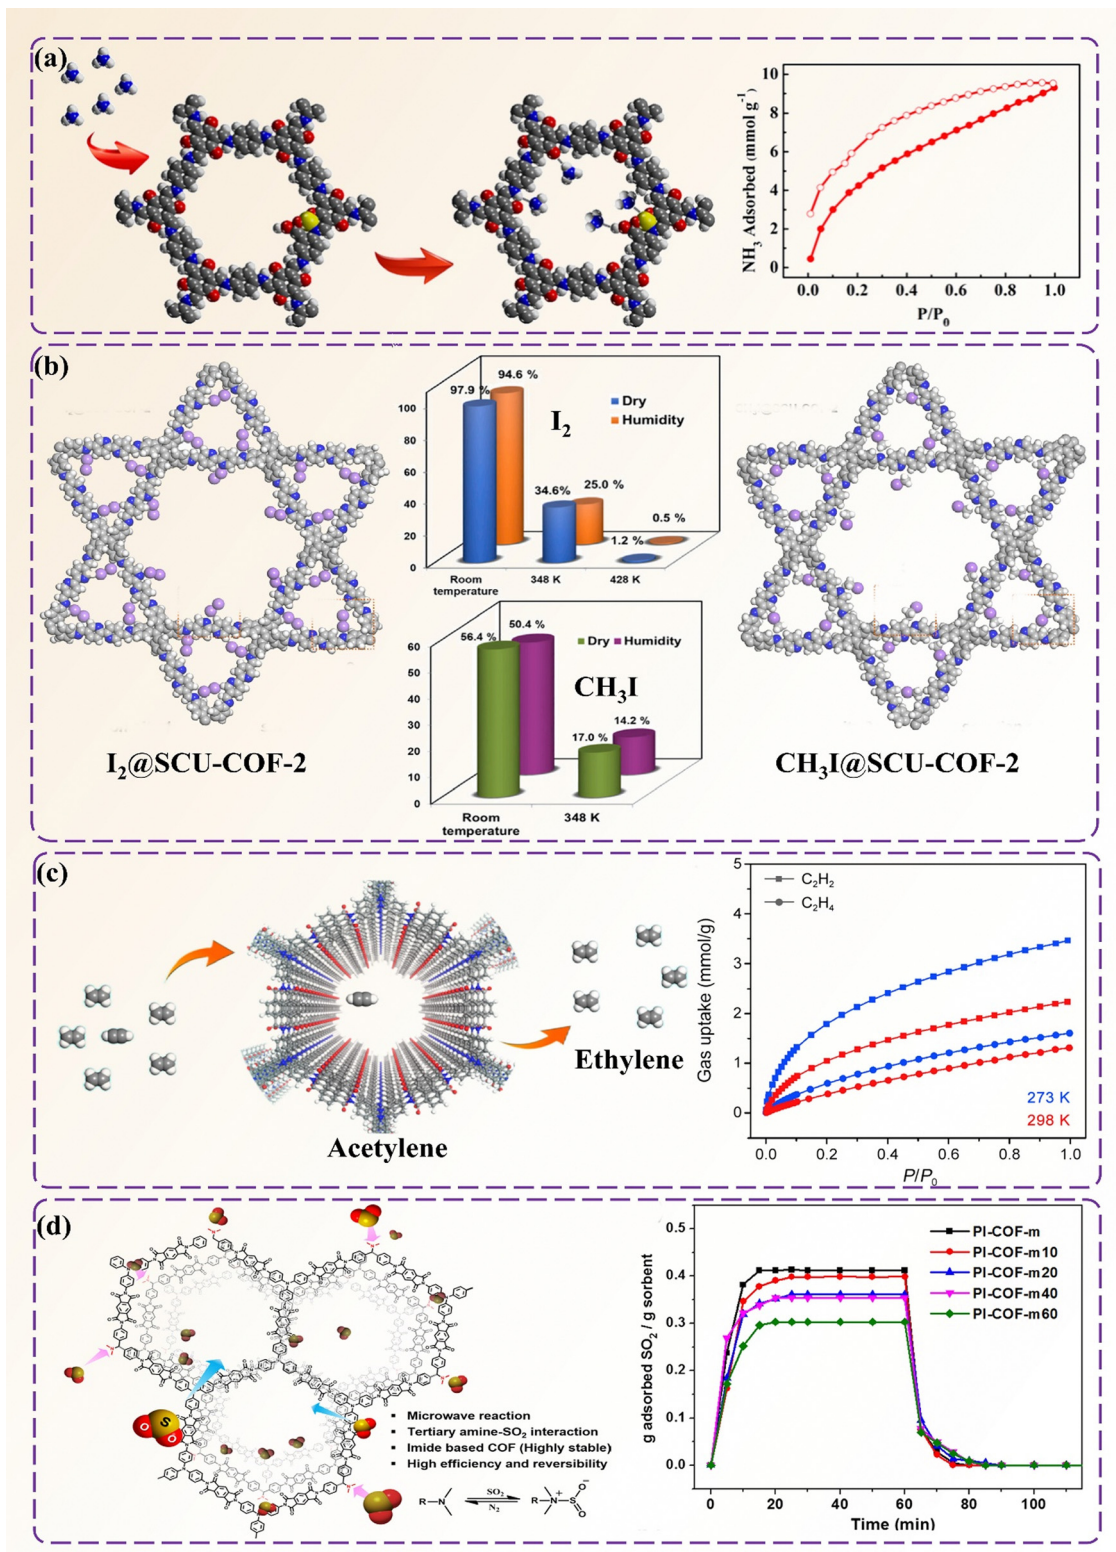 (a)
10
8
6
4
2
0
NH3 Adsorbed (mmol g-1)
0.0 0.2 0.4 0.6 0.8 1.0
P/P0
(b)
97.9 %
94.6 %
I2
Dry
Humidity
100
80
60
40
20
0
34.6%
25.0 %
1.2 %
0.5 %
Room temperature
348 K
428 K
56.4 %
50.4 %
Dry
Humidity
CH3I
60
50
40
30
20
10
0
17.0 %
14.2 %
Room temperature
348 K
I2@SCU-COF-2
CH3I@SCU-COF-2
(c)
Acetylene
Ethylene
5
4
3
2
1
0
Gas uptake (mmol/g)
C2H2
C2H4
273 K
298 K
0.0 0.2 0.4 0.6 0.8 1.0
P/P0
(d)
S
O
O
Microwave reaction
Tertiary amine-SO2 interaction
Imide based COF (Highly stable)
High efficiency and reversibility
SO2
N2
g adsorbed SO2 / g sorbent
0.5
0.4
0.3
0.2
0.1
0.0
PI-COF-m
PI-COF-m10
PI-COF-m20
PI-COF-m40
PI-COF-m60
0 20 40 60 80 100
Time (min)